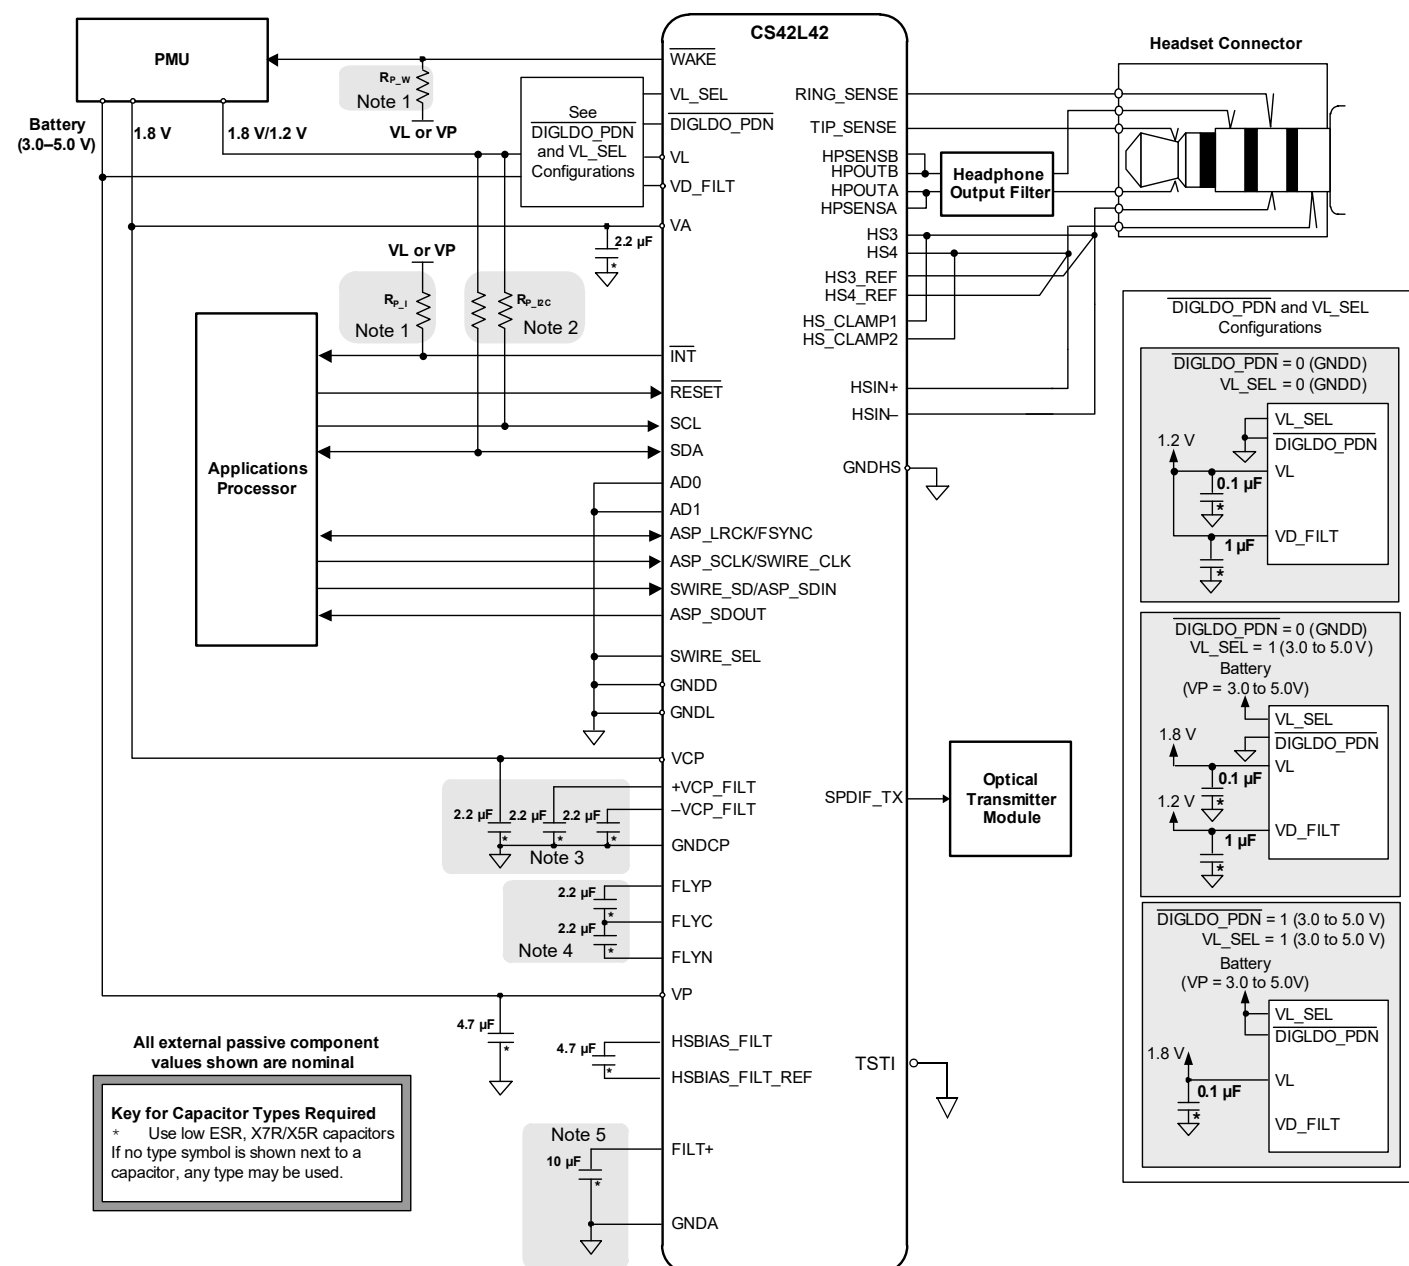 CS42L42
PMU
Battery
(3.0–5.0 V)
1.8 V
1.8 V/1.2 V
RP_W
Note 1
VL or VP
See
DIGLDO_PDN
and VL_SEL
Configurations
WAKE
VL_SEL
DIGLDO_PDN
VL
VD_FILT
VA
2.2 µF
*
VL or VP
RP_I
Note 1
RP_I2C
Note 2
Applications
Processor
INT
RESET
SCL
SDA
AD0
AD1
ASP_LRCK/FSYNC
ASP_SCLK/SWIRE_CLK
SWIRE_SD/ASP_SDIN
ASP_SDOUT
SWIRE_SEL
GNDD
GNDL
VCP
+VCP_FILT
–VCP_FILT
GNDCP
2.2 µF
2.2 µF
2.2 µF
*
*
*
Note 3
FLYP
FLYC
FLYN
2.2 µF
*
2.2 µF
*
Note 4
VP
4.7 µF
*
HSBIAS_FILT
HSBIAS_FILT_REF
4.7 µF
*
Note 5
10 µF
*
FILT+
GNDA
All external passive component
values shown are nominal
Key for Capacitor Types Required
* Use low ESR, X7R/X5R capacitors
If no type symbol is shown next to a
capacitor, any type may be used.
Headset Connector
RING_SENSE
TIP_SENSE
HPSENSB
HPOUTB
HPOUTA
HPSENSA
Headphone
Output Filter
HS3
HS4
HS3_REF
HS4_REF
HS_CLAMP1
HS_CLAMP2
HSIN+
HSIN–
GNDHS
SPDIF_TX
Optical
Transmitter
Module
TSTI
DIGLDO_PDN and VL_SEL
Configurations
DIGLDO_PDN = 0 (GNDD)
VL_SEL = 0 (GNDD)
VL_SEL
DIGLDO_PDN
1.2 V
VL
0.1 µF
*
VD_FILT
1 µF
*
DIGLDO_PDN = 0 (GNDD)
VL_SEL = 1 (3.0 to 5.0 V)
Battery
(VP = 3.0 to 5.0V)
VL_SEL
DIGLDO_PDN
1.8 V
VL
0.1 µF
*
1.2 V
VD_FILT
1 µF
*
DIGLDO_PDN = 1 (3.0 to 5.0 V)
VL_SEL = 1 (3.0 to 5.0 V)
Battery
(VP = 3.0 to 5.0V)
VL_SEL
DIGLDO_PDN
1.8 V
VL
0.1 µF
*
VD_FILT